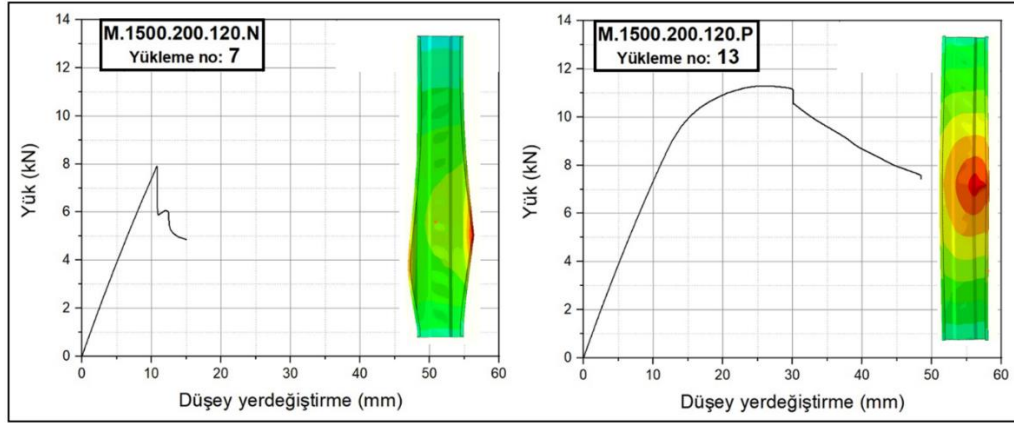 M.1500.200.120.N
Yükleme no: 7
14
12
10
8
6
4
2
0
Yük (kN)
0 10 20 30 40 50 60
Düşey yerdeğiştirme (mm)
M.1500.200.120.P
Yükleme no: 13
14
12
10
8
6
4
2
0
Yük (kN)
0 10 20 30 40 50 60
Düşey yerdeğiştirme (mm)